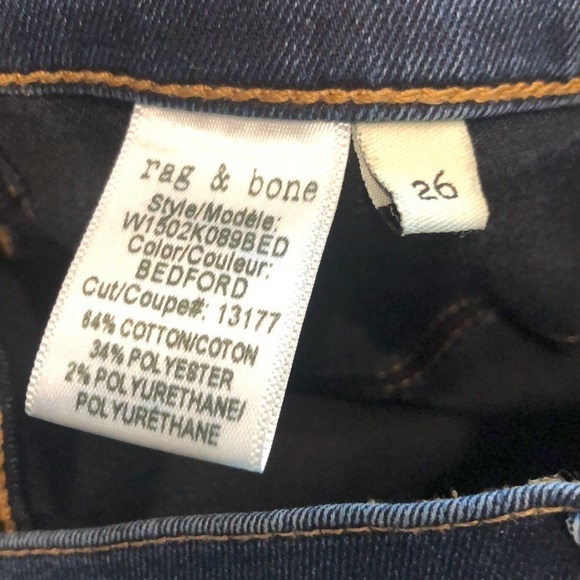 rag & bone
Style/Modèle:
W1502K089BED
Color/Couleur:
BEDFORD
Cut/Coupe#: 13177
64% COTTON/COTON
34% POLYESTER
2% POLYURETHANE/
POLYURETHANE
26